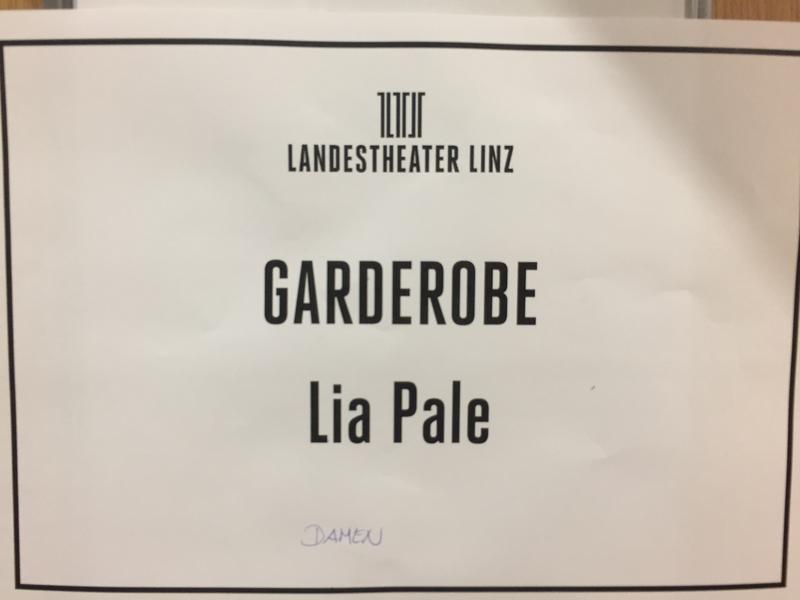 LANDESTHEATER LINZ
GARDEROBE
Lia Pale
DAMEN